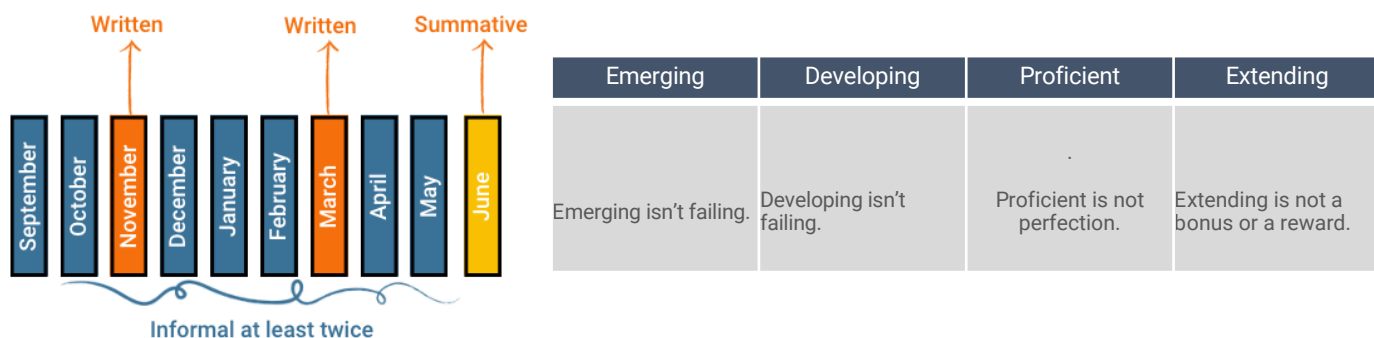 Written
Written
Summative
September
October
November
December
January
February
March
April
May
June
Informal at least twice
Emerging
Developing
Proficient
Extending
Emerging isn’t failing.
Developing isn’t
failing.
.
Proficient is not
perfection.
Extending is not a
bonus or a reward.